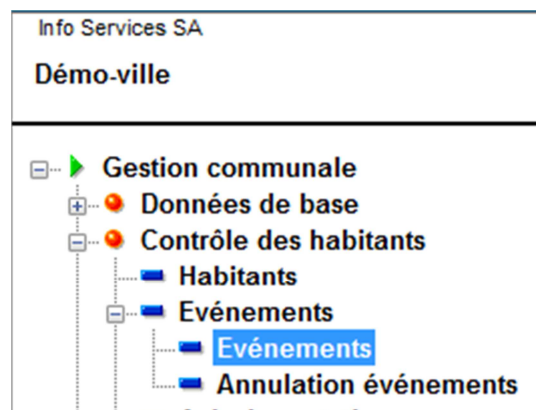 Info Services SA
Démo-ville
Gestion communale
Données de base
Contrôle des habitants
Habitants
Evénements
Evénements
Annulation événements